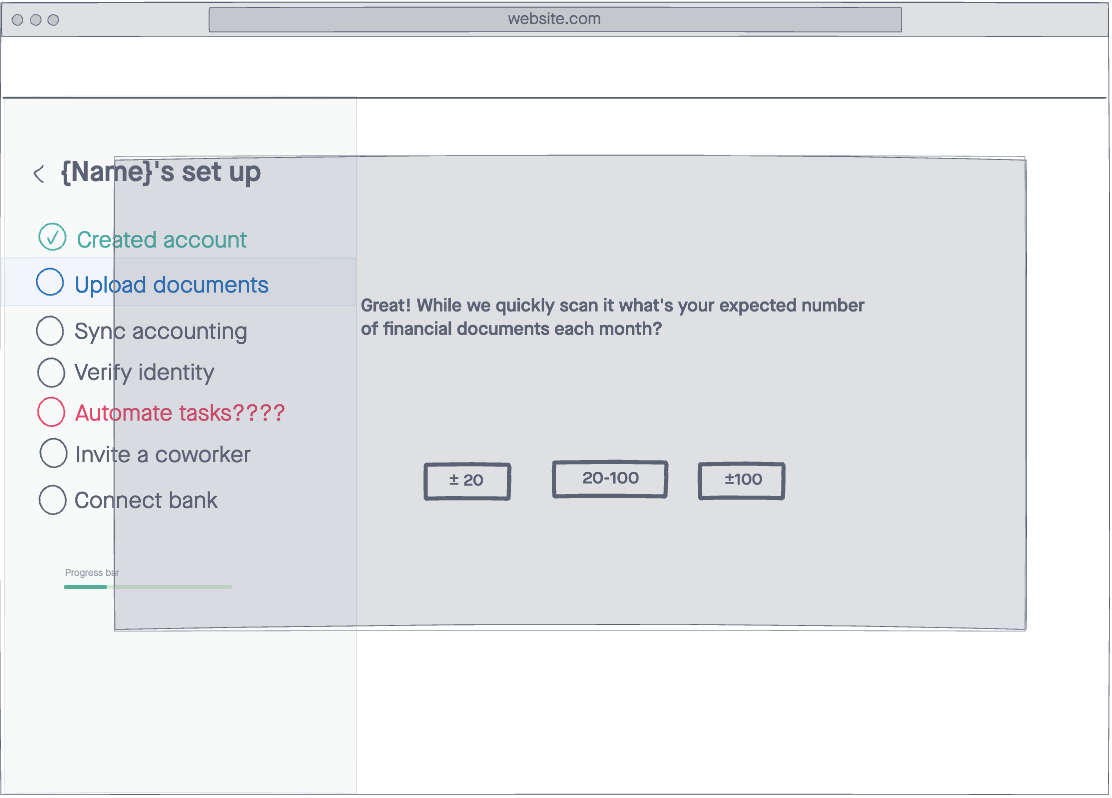 website.com
{Name}'s set up
Created account
Upload documents
Sync accounting
Verify identity
Automate tasks????
Invite a coworker
Connect bank
Progress bar
Great! While we quickly scan it what's your expected number
of financial documents each month?
± 20
20-100
±100